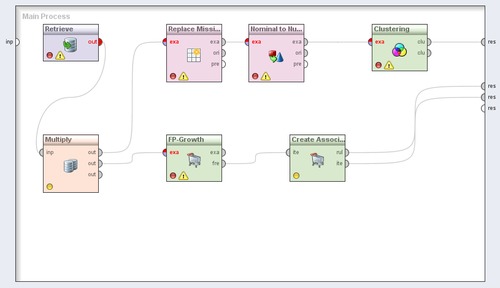 Main Process
inp
Retrieve
out
Replace Missi...
exa
exa
ori
pre
Nominal to Nu...
exa
exa
ori
pre
Clustering
exa
clu
clu
res
res
res
res
Multiply
inp
out
out
out
FP-Growth
exa
exa
fre
Create Associ...
ite
rul
ite